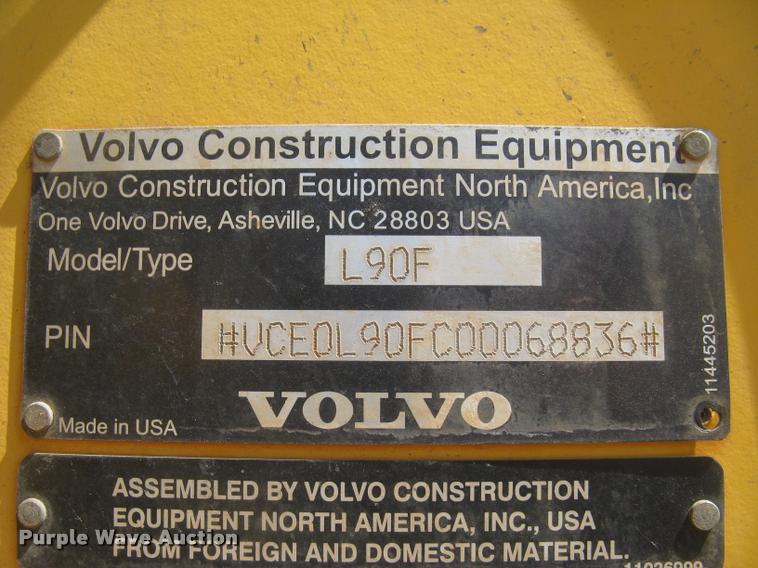 Volvo Construction Equipment
Volvo Construction Equipment North America,Inc
One Volvo Drive, Asheville, NC 28803 USA
Model/Type L90F
PIN #VCE0L90FC00068836#
11445203
VOLVO
Made in USA
ASSEMBLED BY VOLVO CONSTRUCTION
EQUIPMENT NORTH AMERICA, INC., USA
FROM FOREIGN AND DOMESTIC MATERIAL.
Purple Wave Auction